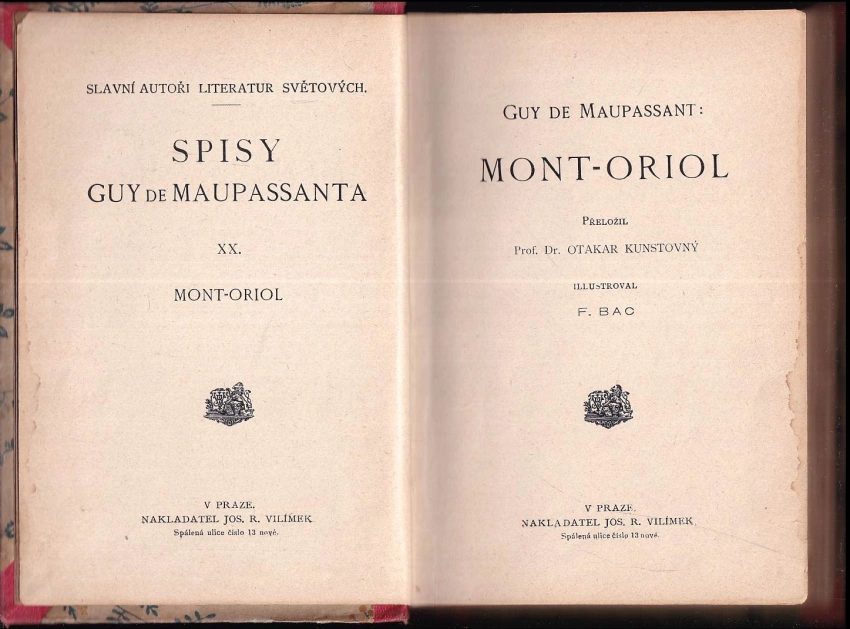 SLAVNÍ AUTOŘI LITERATUR SVĚTOVÝCH.
SPISY
GUY DE MAUPASSANTA
XX.
MONT-ORIOL
V PRAZE.
NAKLADATEL JOS. R. VILÍMEK
Spálená ulice číslo 13 nové.
GUY DE MAUPASSANT:
MONT-ORIOL
PŘELOŽIL
Prof. Dr. OTAKAR KUNSTOVNÝ
ILLUSTROVAL
F. BAC
V PRAZE.
NAKLADATEL JOS. R. VILÍMEK
Spálená ulice číslo 13 nové.